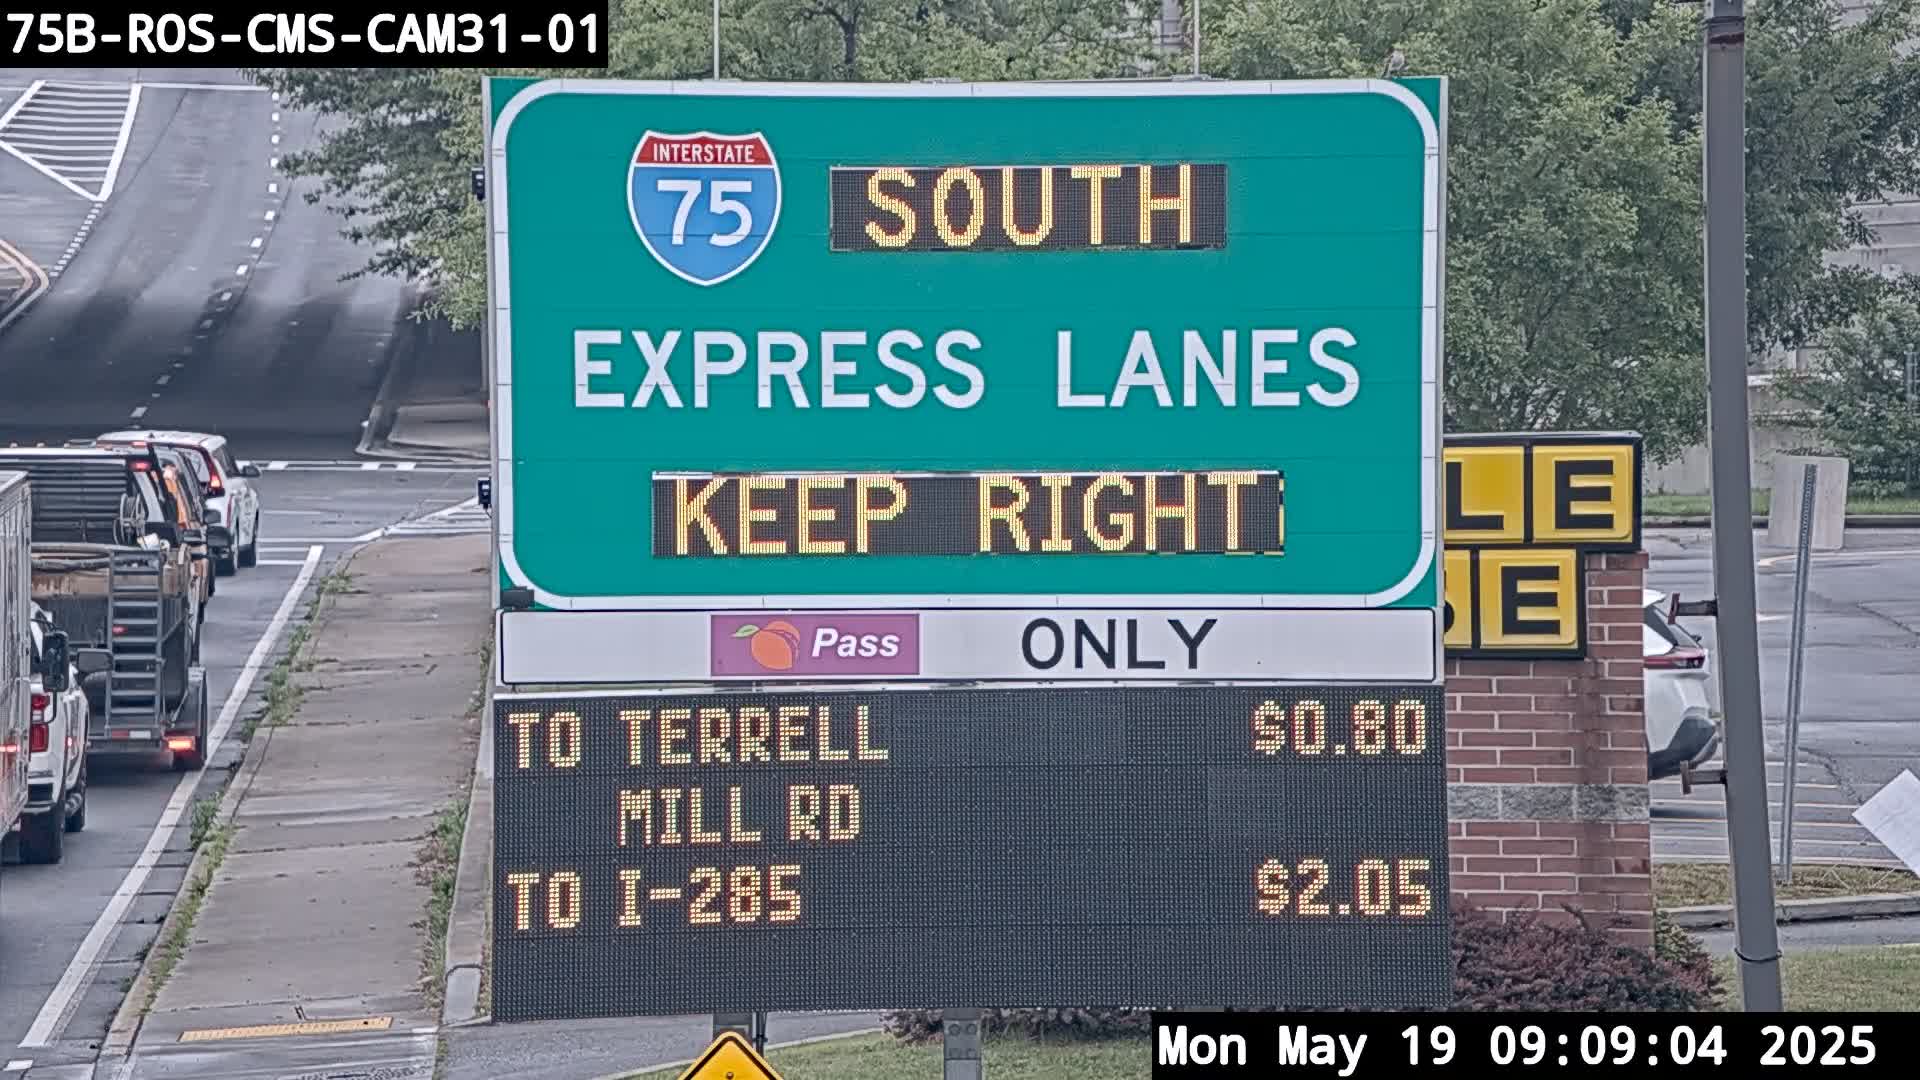 75B-ROS-CMS-CAM31-01
INTERSTATE
75
SOUTH
EXPRESS LANES
KEEP RIGHT
Pass ONLY
TO TERRELL $0.80
MILL RD
TO I-285 $2.05
LE
E
Mon May 19 09:09:04 2025